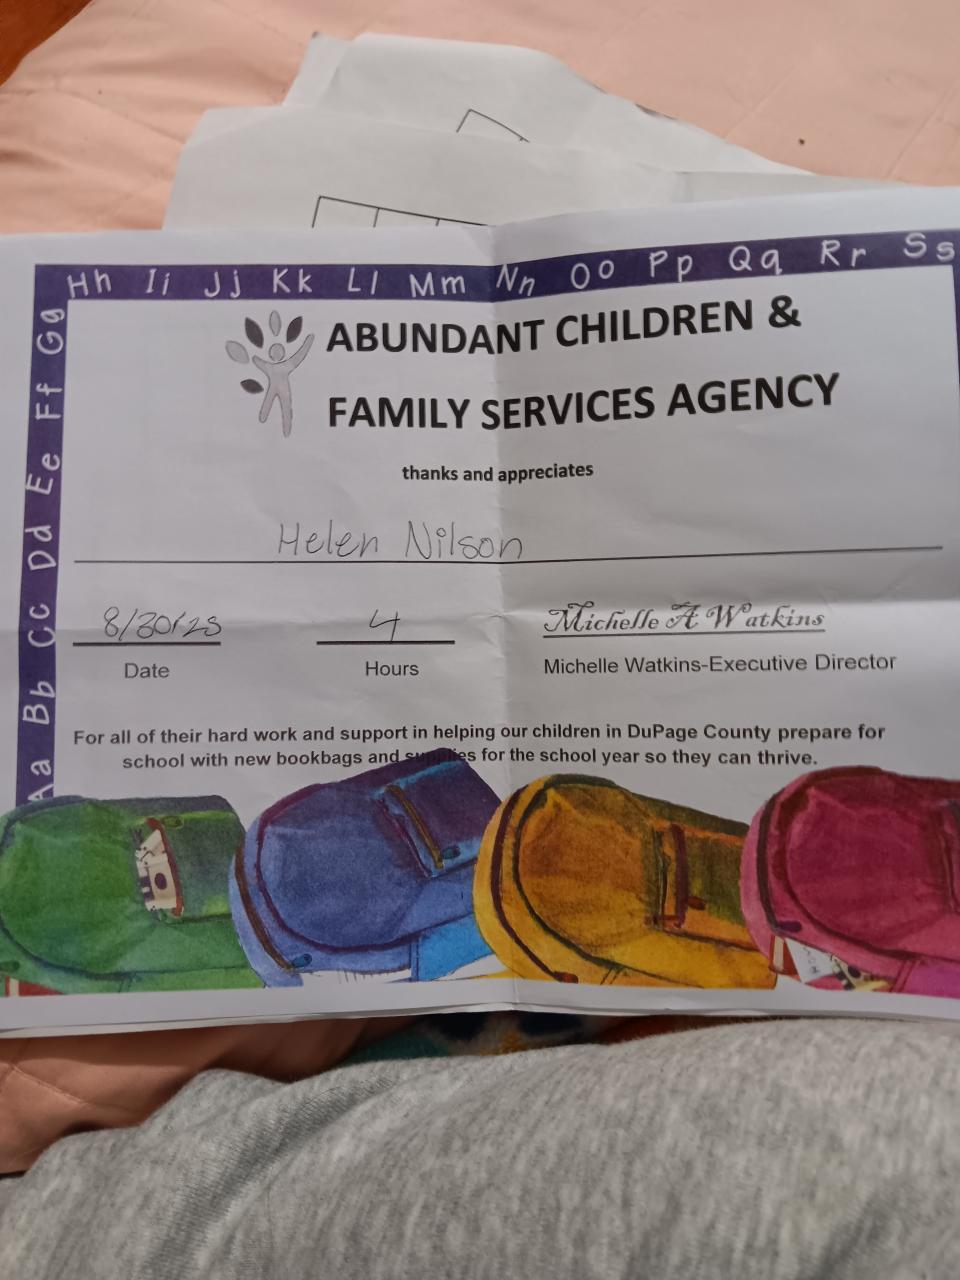 Hh Ii Jj Kk Ll Mm Nn Oo Pp Qq Rr Ss
Aa Bb Cc Dd Ee Ff Gg
ABUNDANT CHILDREN &
FAMILY SERVICES AGENCY
thanks and appreciates
Helen Nilson
8/30/25 4 Michelle A Watkins
Date Hours Michelle Watkins-Executive Director
For all of their hard work and support in helping our children in DuPage County prepare for
school with new bookbags and supplies for the school year so they can thrive.